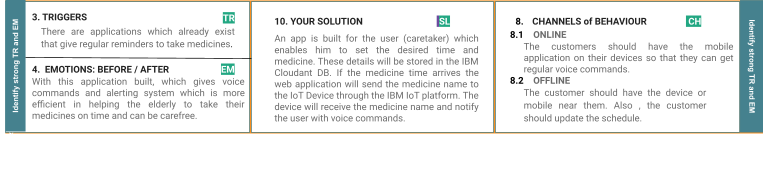 Identify strong TR and EM
3. TRIGGERS TR
There are applications which already exist
that give regular reminders to take medicines.
4. EMOTIONS: BEFORE / AFTER EM
With this application built, which gives voice
commands and alerting system which is more
efficient in helping the elderly to take their
medicines on time and can be carefree.
10. YOUR SOLUTION SL
An app is built for the user (caretaker) which
enables him to set the desired time and
medicine. These details will be stored in the IBM
Cloudant DB. If the medicine time arrives the
web application will send the medicine name to
the IoT Device through the IBM IoT platform. The
device will receive the medicine name and notify
the user with voice commands.
8. CHANNELS of BEHAVIOUR CH
8.1 ONLINE
The customers should have the mobile
application on their devices so that they can get
regular voice commands.
8.2 OFFLINE
The customer should have the device or
mobile near them. Also , the customer
should update the schedule.
Identify strong TR and EM